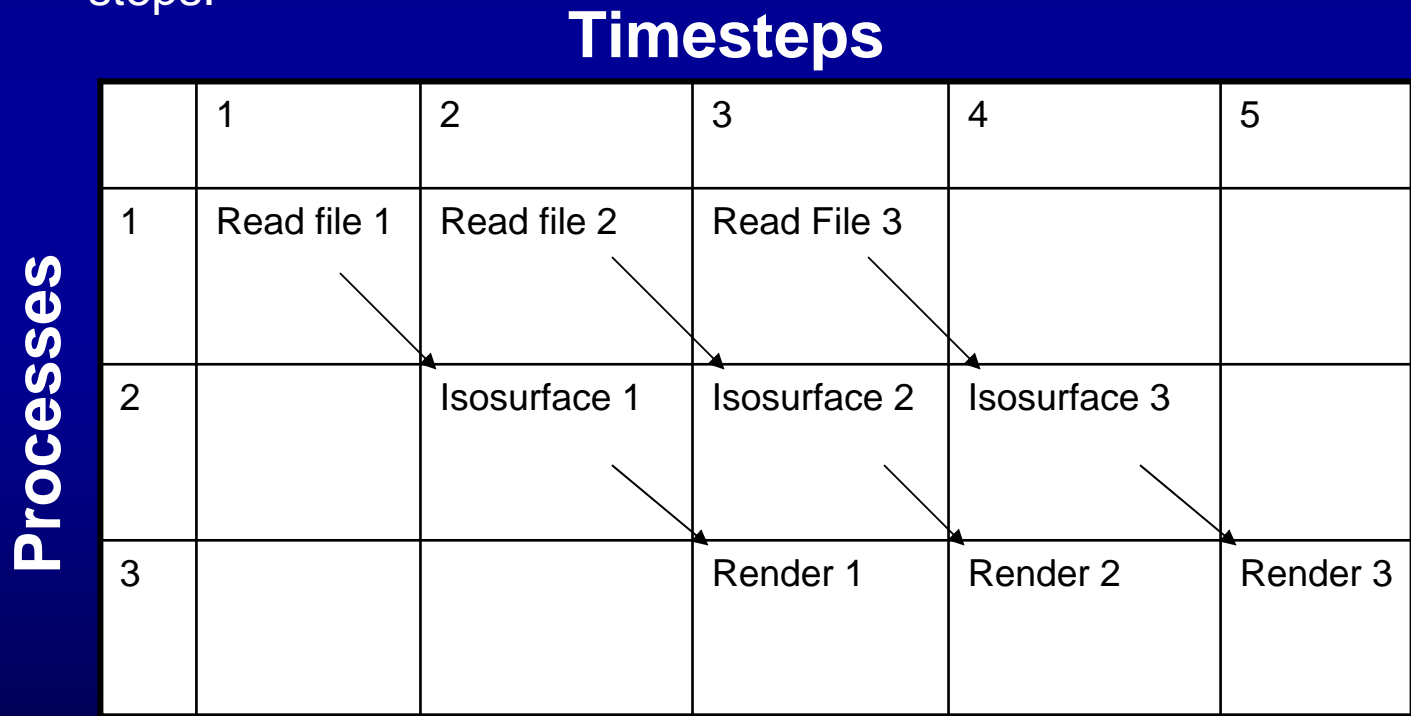 steps.
Timesteps
1 2 3 4 5
Processes
1 Read file 1 Read file 2 Read File 3
2 Isosurface 1 Isosurface 2 Isosurface 3
3 Render 1 Render 2 Render 3